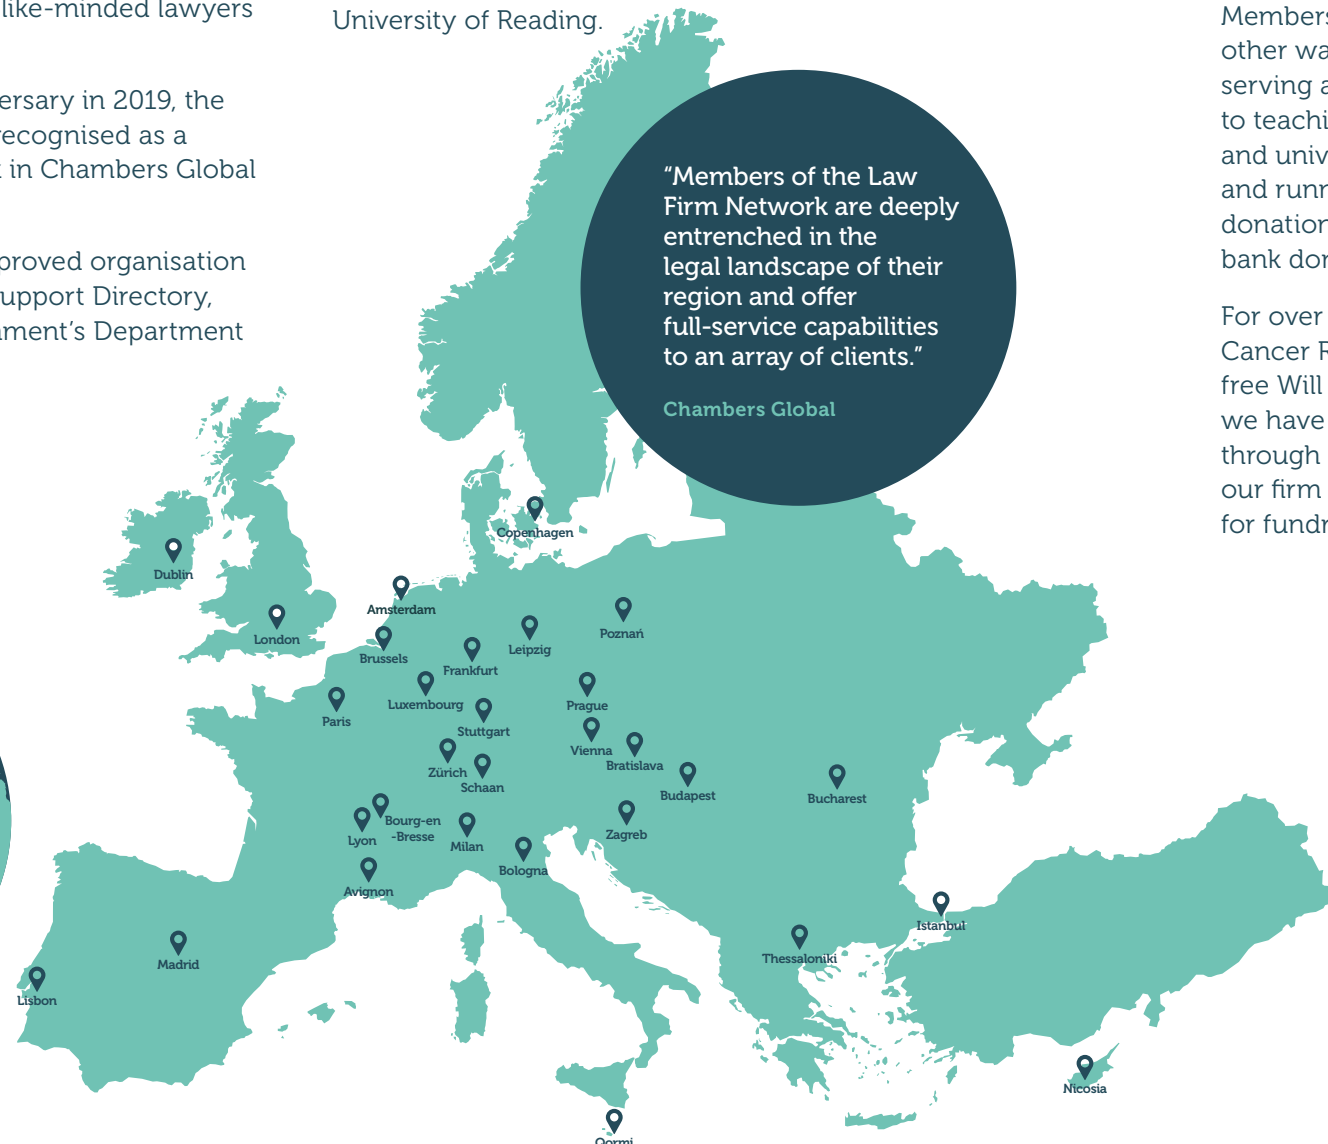 like-minded lawyers
ersary in 2019, the
recognised as a
in Chambers Global
proved organisation
upport Directory,
nment's Department
University of Reading.
“Members of the Law
Firm Network are deeply
entrenched in the
legal landscape of their
region and offer
full-service capabilities
to an array of clients.”
Chambers Global
Members
other wa
serving a
to teachi
and univ
and runn
donation
bank don
For over
Cancer R
free Will
we have
through
our firm
for fundr
Copenhagen
Dublin
Amsterdam
London
Brussels
Frankfurt
Leipzig
Poznań
Paris
Luxembourg
Prague
Stuttgart
Vienna
Bratislava
Zürich
Schaan
Budapest
Bucharest
Lyon
Bourg-en
-Bresse
Milan
Zagreb
Bologna
Avignon
Istanbul
Madrid
Thessaloniki
Lisbon
Nicosia
Qormi